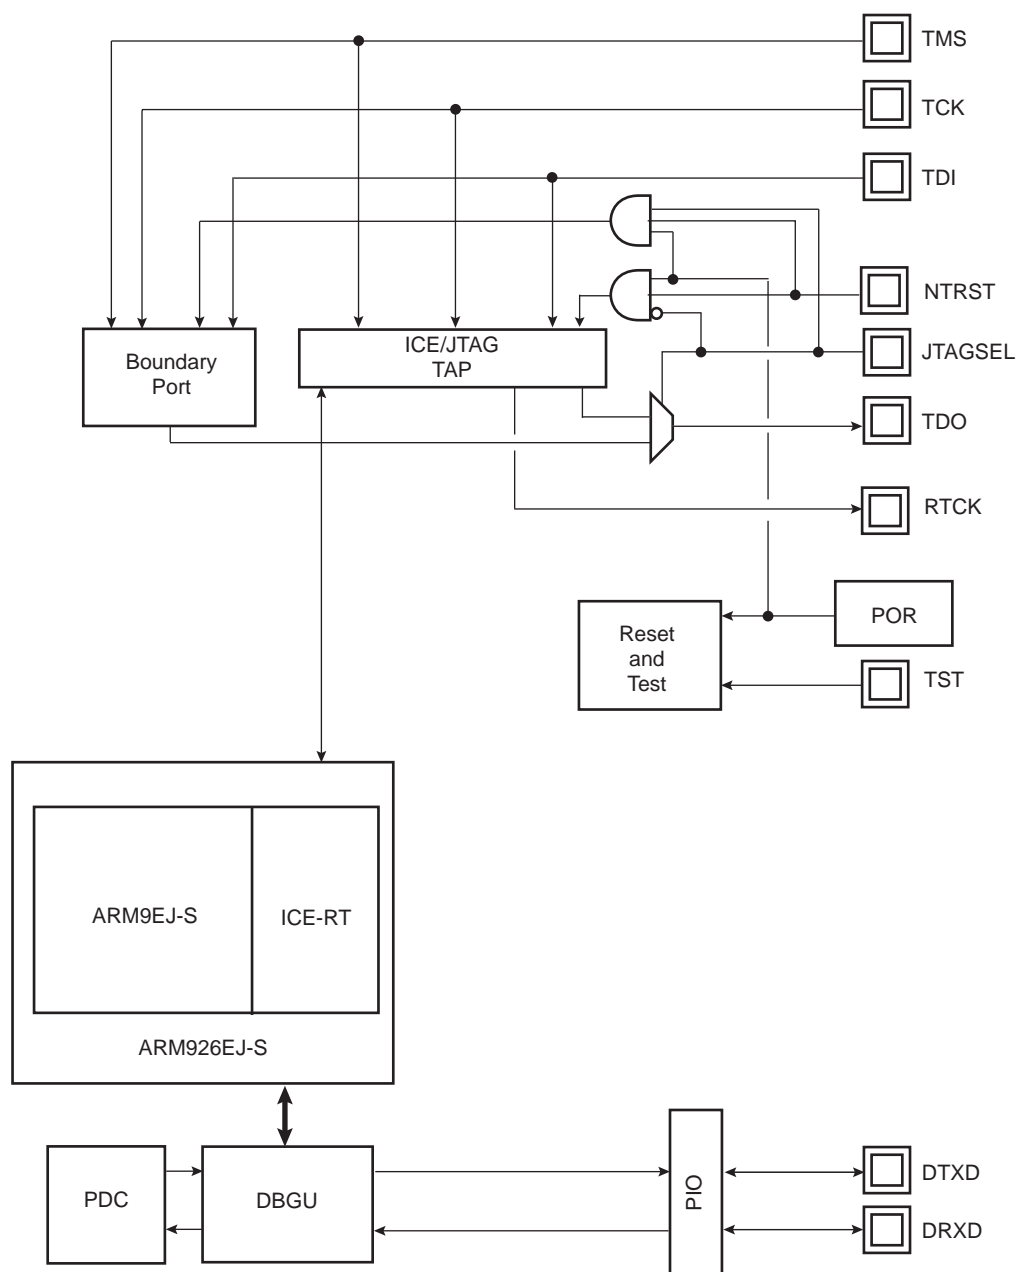 TMS
TCK
TDI
NTRST
JTAGSEL
ICE/JTAG
TAP
Boundary
Port
TDO
RTCK
POR
Reset
and
Test
TST
ARM9EJ-S
ICE-RT
ARM926EJ-S
PDC
DBGU
PIO
DTXD
DRXD